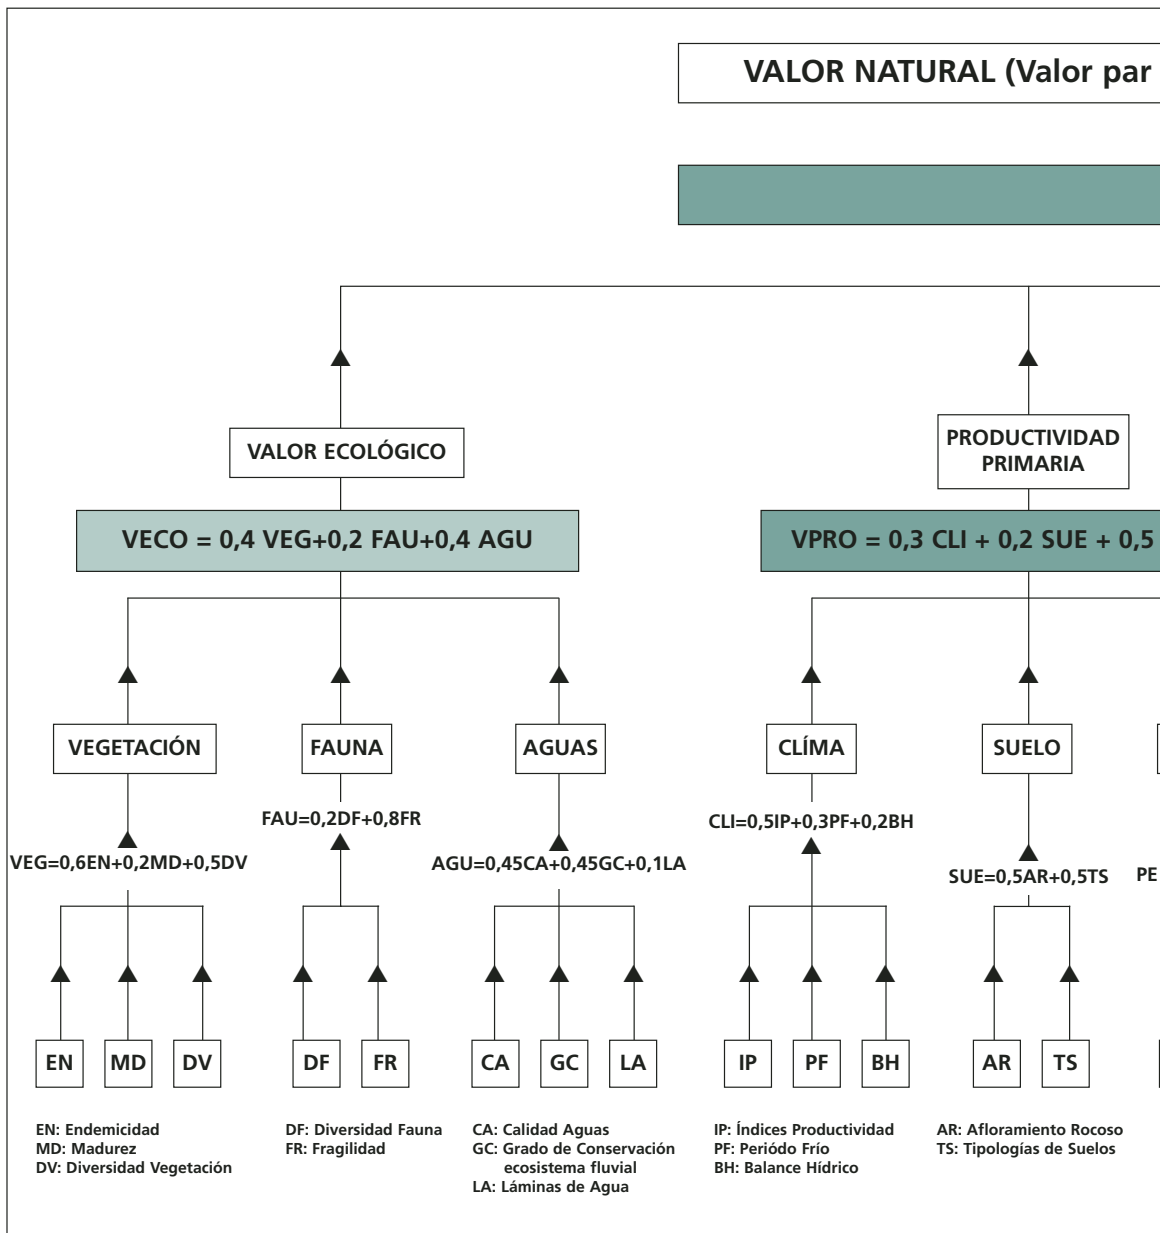 VALOR NATURAL (Valor par
VALOR ECOLÓGICO
PRODUCTIVIDAD
PRIMARIA
VECO = 0,4 VEG+0,2 FAU+0,4 AGU
VPRO = 0,3 CLI + 0,2 SUE + 0,5
VEGETACIÓN
FAUNA
AGUAS
CLÍMA
SUELO
VEG=0,6EN+0,2MD+0,5DV
FAU=0,2DF+0,8FR
AGU=0,45CA+0,45GC+0,1LA
CLI=0,5IP+0,3PF+0,2BH
SUE=0,5AR+0,5TS
PE
EN
MD
DV
DF
FR
CA
GC
LA
IP
PF
BH
AR
TS
EN: Endemicidad
MD: Madurez
DV: Diversidad Vegetación
DF: Diversidad Fauna
FR: Fragilidad
CA: Calidad Aguas
GC: Grado de Conservación
ecosistema fluvial
LA: Láminas de Agua
IP: Índices Productividad
PF: Periódo Frío
BH: Balance Hídrico
AR: Afloramiento Rocoso
TS: Tipologías de Suelos